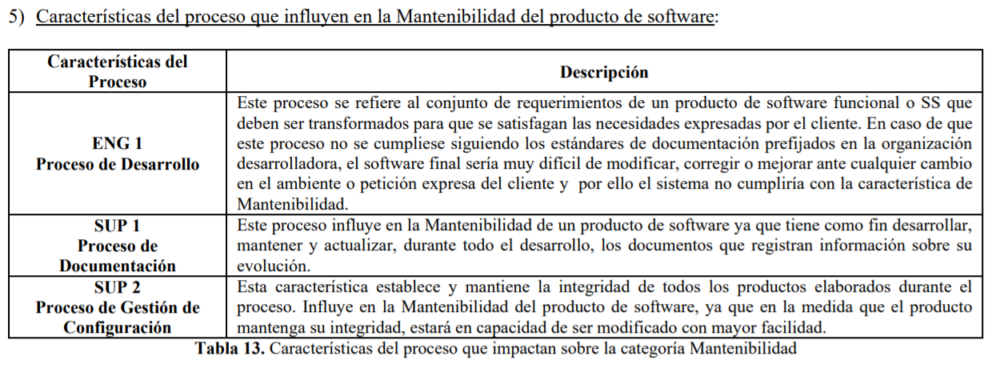 5) Características del proceso que influyen en la Mantenibilidad del producto de software:
Características del
Proceso
Descripción
ENG 1
Proceso de Desarrollo
Este proceso se refiere al conjunto de requerimientos de un producto de software funcional o SS que
deben ser transformados para que se satisfagan las necesidades expresadas por el cliente. En caso de que
este proceso no se cumpliese siguiendo los estándares de documentación prefijados en la organización
desarrolladora, el software final sería muy difícil de modificar, corregir o mejorar ante cualquier cambio
en el ambiente o petición expresa del cliente y por ello el sistema no cumpliría con la característica de
Mantenibilidad.
SUP 1
Proceso de
Documentación
Este proceso influye en la Mantenibilidad de un producto de software ya que tiene como fin desarrollar,
mantener y actualizar, durante todo el desarrollo, los documentos que registran información sobre su
evolución.
SUP 2
Proceso de Gestión de
Configuración
Esta característica establece y mantiene la integridad de todos los productos elaborados durante el
proceso. Influye en la Mantenibilidad del producto de software, ya que en la medida que el producto
mantenga su integridad, estará en capacidad de ser modificado con mayor facilidad.
Tabla 13. Características del proceso que impactan sobre la categoría Mantenibilidad